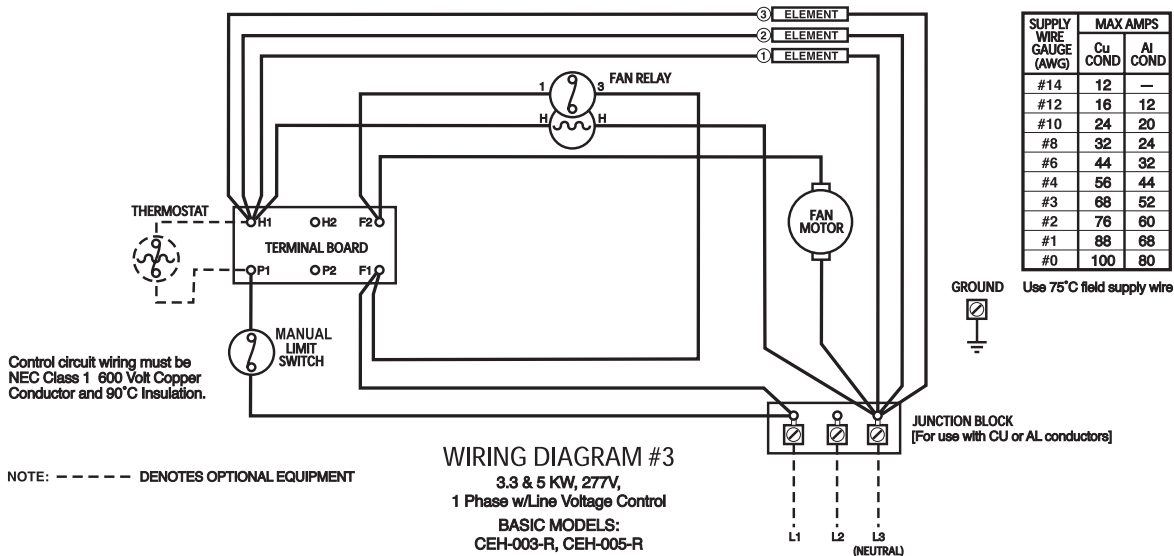 3 ELEMENT
2 ELEMENT
1 ELEMENT
FAN RELAY
1 3
H H
THERMOSTAT
H1 H2 F2
TERMINAL BOARD
P1 P2 F1
MANUAL
LIMIT
SWITCH
FAN
MOTOR
Control circuit wiring must be
NEC Class 1 600 Volt Copper
Conductor and 90°C Insulation.
NOTE: DENOTES OPTIONAL EQUIPMENT
WIRING DIAGRAM #3
3.3 & 5 KW, 277V,
1 Phase w/Line Voltage Control
BASIC MODELS:
CEH-003-R, CEH-005-R
JUNCTION BLOCK
[For use with CU or AL conductors]
L1 L2 L3
(NEUTRAL)
GROUND
SUPPLY
WIRE
GAUGE
(AWG)
MAX AMPS
Cu
COND
Al
COND
#14 12 —
#12 16 12
#10 24 20
#8 32 24
#6 44 32
#4 56 44
#3 68 52
#2 76 60
#1 88 68
#0 100 80
Use 75°C field supply wire